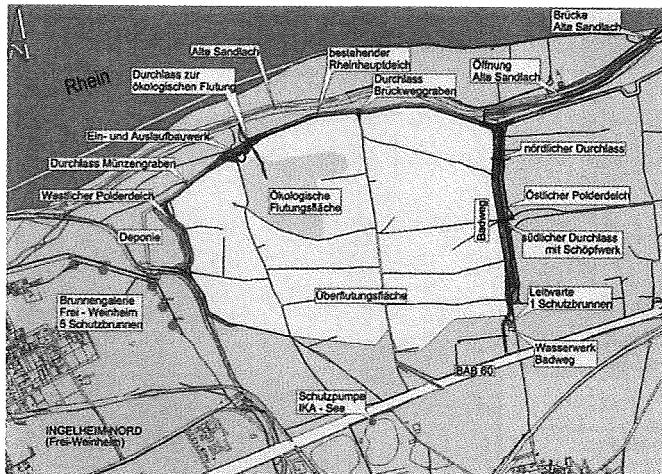 Brücke
Alte Sandlach
N
Alte Sandlach
bestehender
Rheinhauptdeich
Öffnung
Alte Sandlach
Rhein
Durchlass zur
ökologischen Flutung
Durchlass
Brückweggraben
Ein- und Auslaufbauwerk
nördlicher Durchlass
Durchlass Münzengraben
Westlicher Polderdeich
Ökologische
Flutungsfläche
Östlicher Polderdeich
Badweg
Deponie
südlicher Durchlass
mit Schöpfwerk
Brunnengalerie
Frei - Weinheim
5 Schutzbrunnen
Überflutungsfläche
Leitwarte
1 Schutzbrunnen
Wasserwerk
Badweg
BAB 60
Schutzpumpe
IKA - See
INGELHEIM-NORD
(Frei-Weinheim)